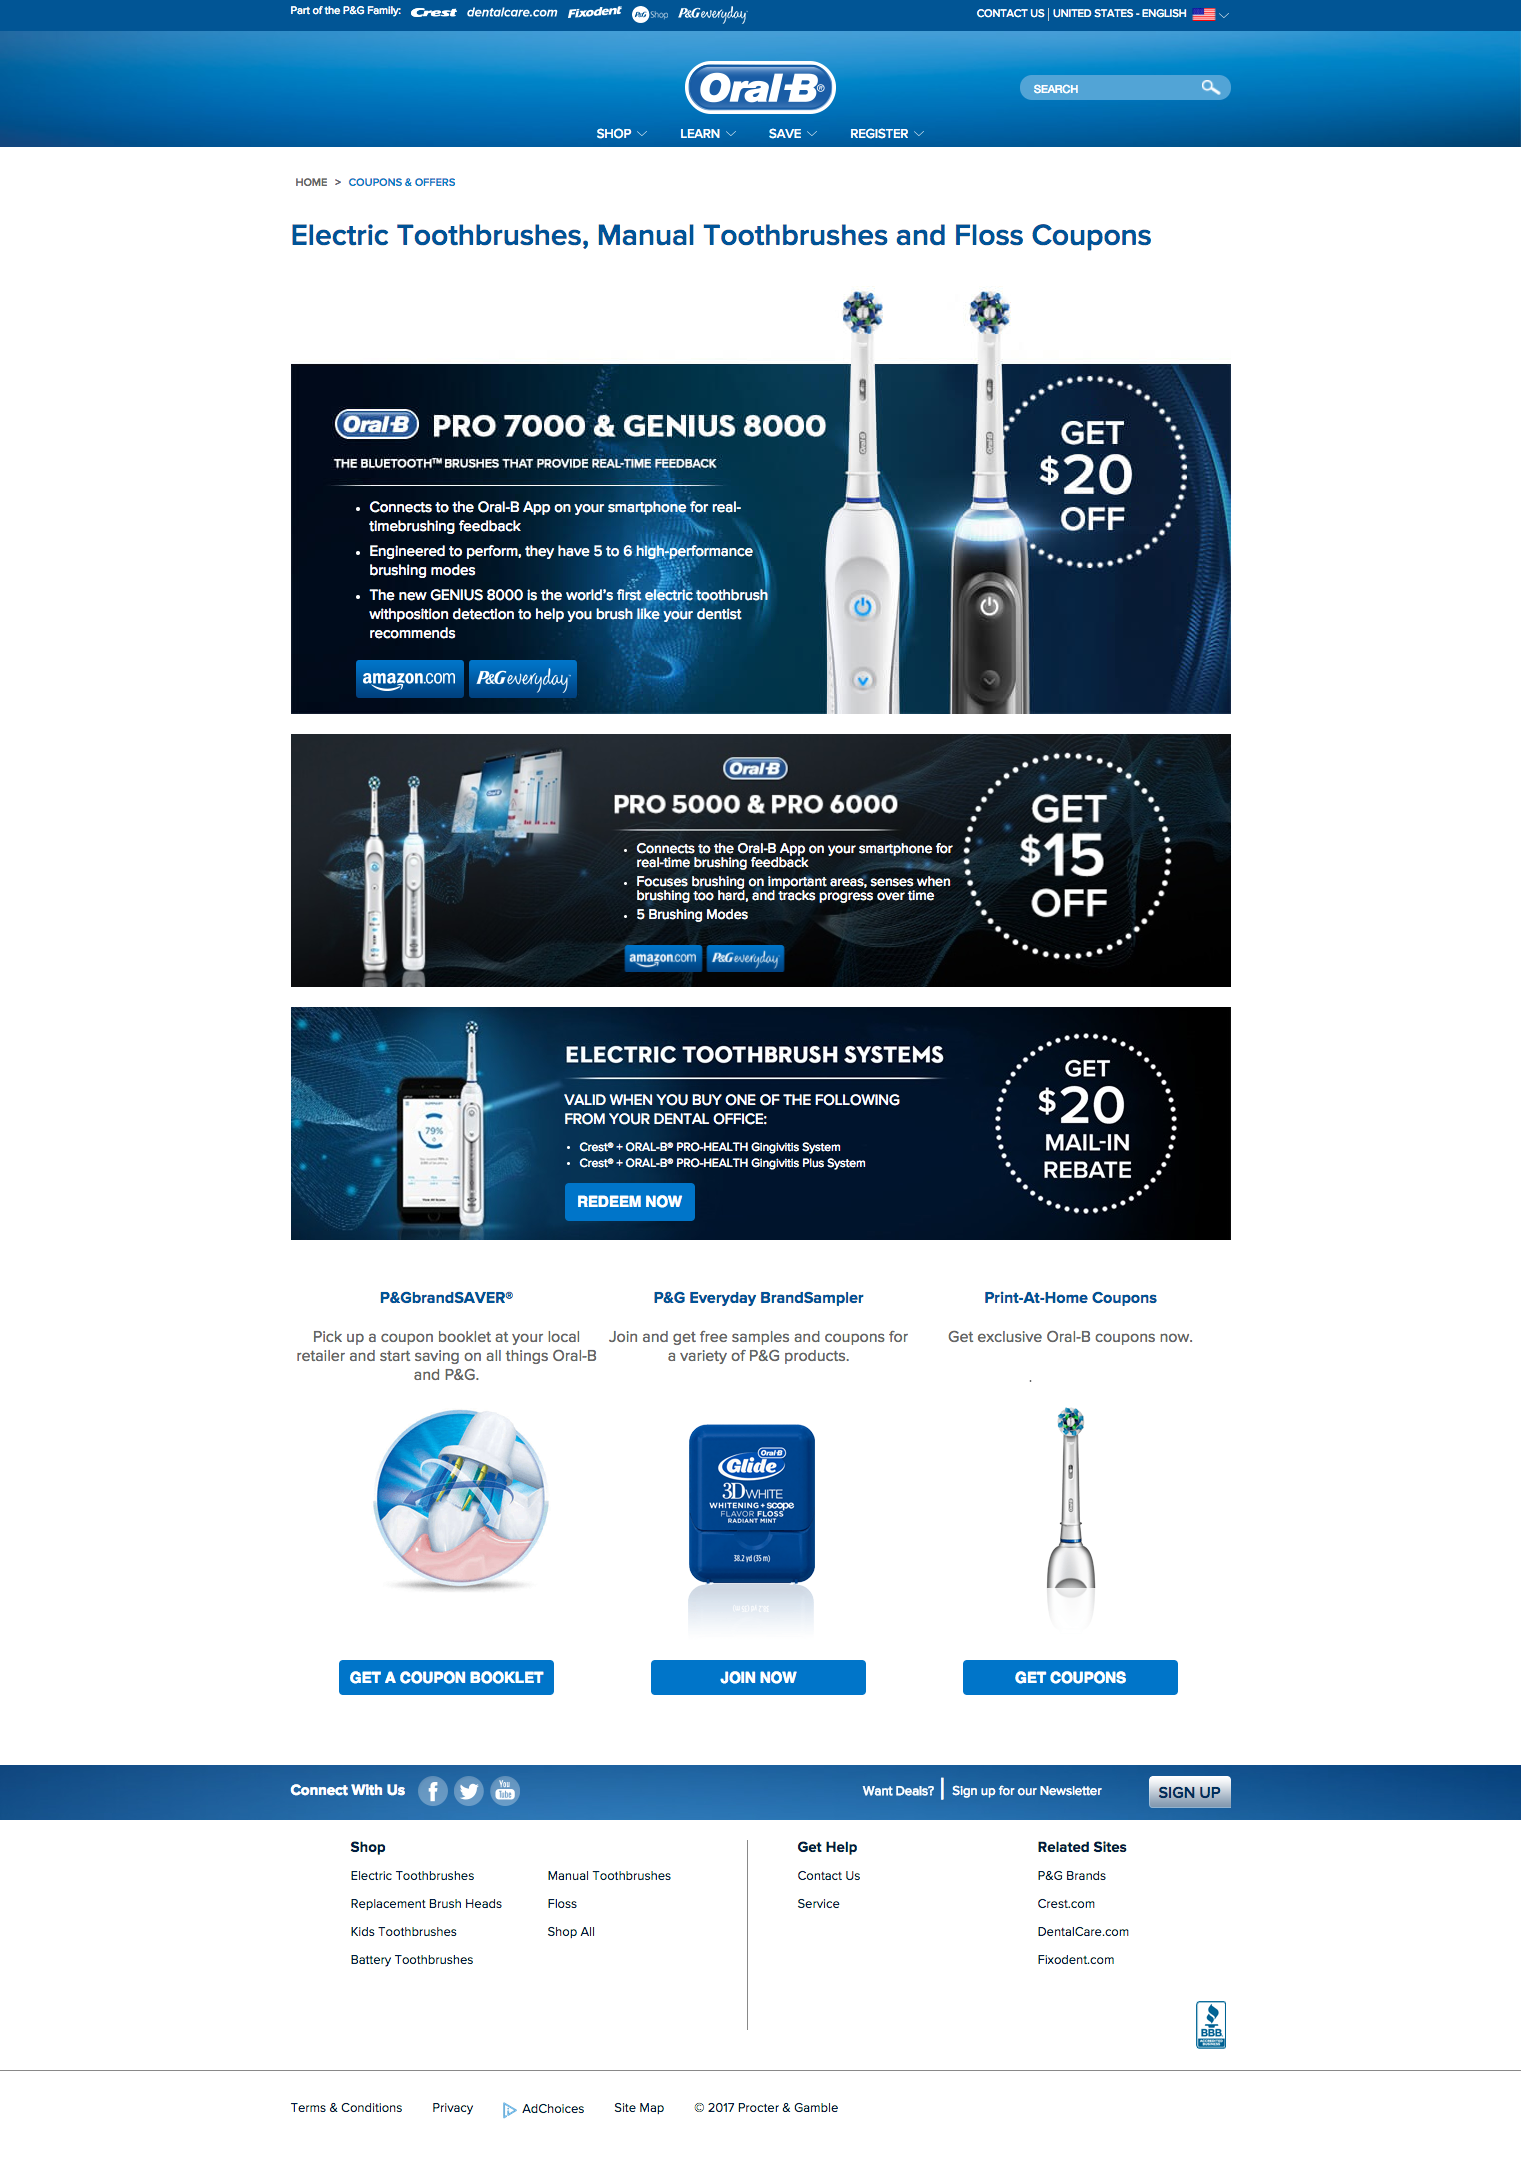 Part of the P&G Family: Crest dentalcare.com Fixodent P&G Shop P&G everyday
CONTACT US | UNITED STATES - ENGLISH
Oral-B®
SEARCH
SHOP LEARN SAVE REGISTER
HOME > COUPONS & OFFERS
Electric Toothbrushes, Manual Toothbrushes and Floss Coupons
Oral-B PRO 7000 & GENIUS 8000
THE BLUETOOTH™ BRUSHES THAT PROVIDE REAL-TIME FEEDBACK
• Connects to the Oral-B App on your smartphone for real-
timebrushing feedback
• Engineered to perform, they have 5 to 6 high-performance
brushing modes
• The new GENIUS 8000 is the world's first electric toothbrush
withposition detection to help you brush like your dentist
recommends
amazon.com P&G everyday
Oral-B
Oral-B
GET
$20
OFF
Oral-B
Oral-B
PRO 5000 & PRO 6000
• Connects to the Oral-B App on your smartphone for
real-time brushing feedback
• Focuses brushing on important areas, senses when
brushing too hard, and tracks progress over time
• 5 Brushing Modes
amazon.com P&G everyday
GET
$15
OFF
79%
ELECTRIC TOOTHBRUSH SYSTEMS
VALID WHEN YOU BUY ONE OF THE FOLLOWING
FROM YOUR DENTAL OFFICE:
• Crest® + ORAL-B® PRO-HEALTH Gingivitis System
• Crest® + ORAL-B® PRO-HEALTH Gingivitis Plus System
REDEEM NOW
GET
$20
MAIL-IN
REBATE
P&GbrandSAVER®
Pick up a coupon booklet at your local
retailer and start saving on all things Oral-B
and P&G.
GET A COUPON BOOKLET
P&G Everyday BrandSampler
Join and get free samples and coupons for
a variety of P&G products.
Oral-B
Glide
3D WHITE
WHITENING + scope
FLAVOR FLOSS
RADIANT MINT
38.2 yd (35 m)
JOIN NOW
Print-At-Home Coupons
Get exclusive Oral-B coupons now.
.
Oral-B
GET COUPONS
Connect With Us f You Tube
Want Deals? | Sign up for our Newsletter SIGN UP
Shop
Electric Toothbrushes
Replacement Brush Heads
Kids Toothbrushes
Battery Toothbrushes
Manual Toothbrushes
Floss
Shop All
Get Help
Contact Us
Service
Related Sites
P&G Brands
Crest.com
DentalCare.com
Fixodent.com
BBB
Terms & Conditions Privacy AdChoices Site Map © 2017 Procter & Gamble